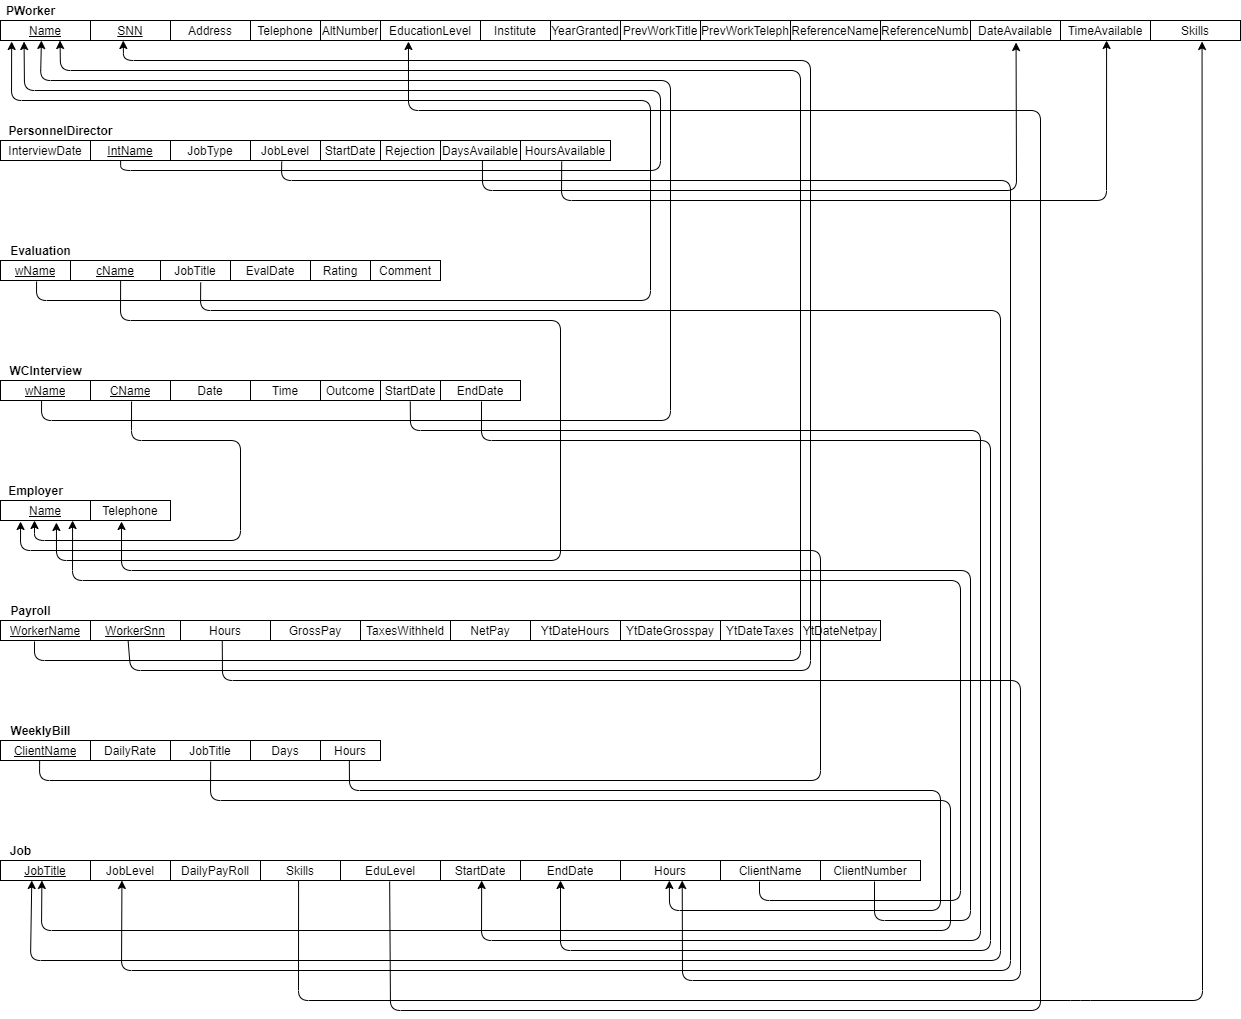 PWorker
Name SNN Address Telephone AltNumber EducationLevel Institute YearGranted PrevWorkTitle PrevWorkTeleph ReferenceName ReferenceNumb DateAvailable TimeAvailable Skills
PersonnelDirector
InterviewDate IntName JobType JobLevel StartDate Rejection DaysAvailable HoursAvailable
Evaluation
wName cName JobTitle EvalDate Rating Comment
WCInterview
wName CName Date Time Outcome StartDate EndDate
Employer
Name Telephone
Payroll
WorkerName WorkerSnn Hours GrossPay TaxesWithheld NetPay YtDateHours YtDateGrosspay YtDateTaxes YtDateNetpay
WeeklyBill
ClientName DailyRate JobTitle Days Hours
Job
JobTitle JobLevel DailyPayRoll Skills EduLevel StartDate EndDate Hours ClientName ClientNumber